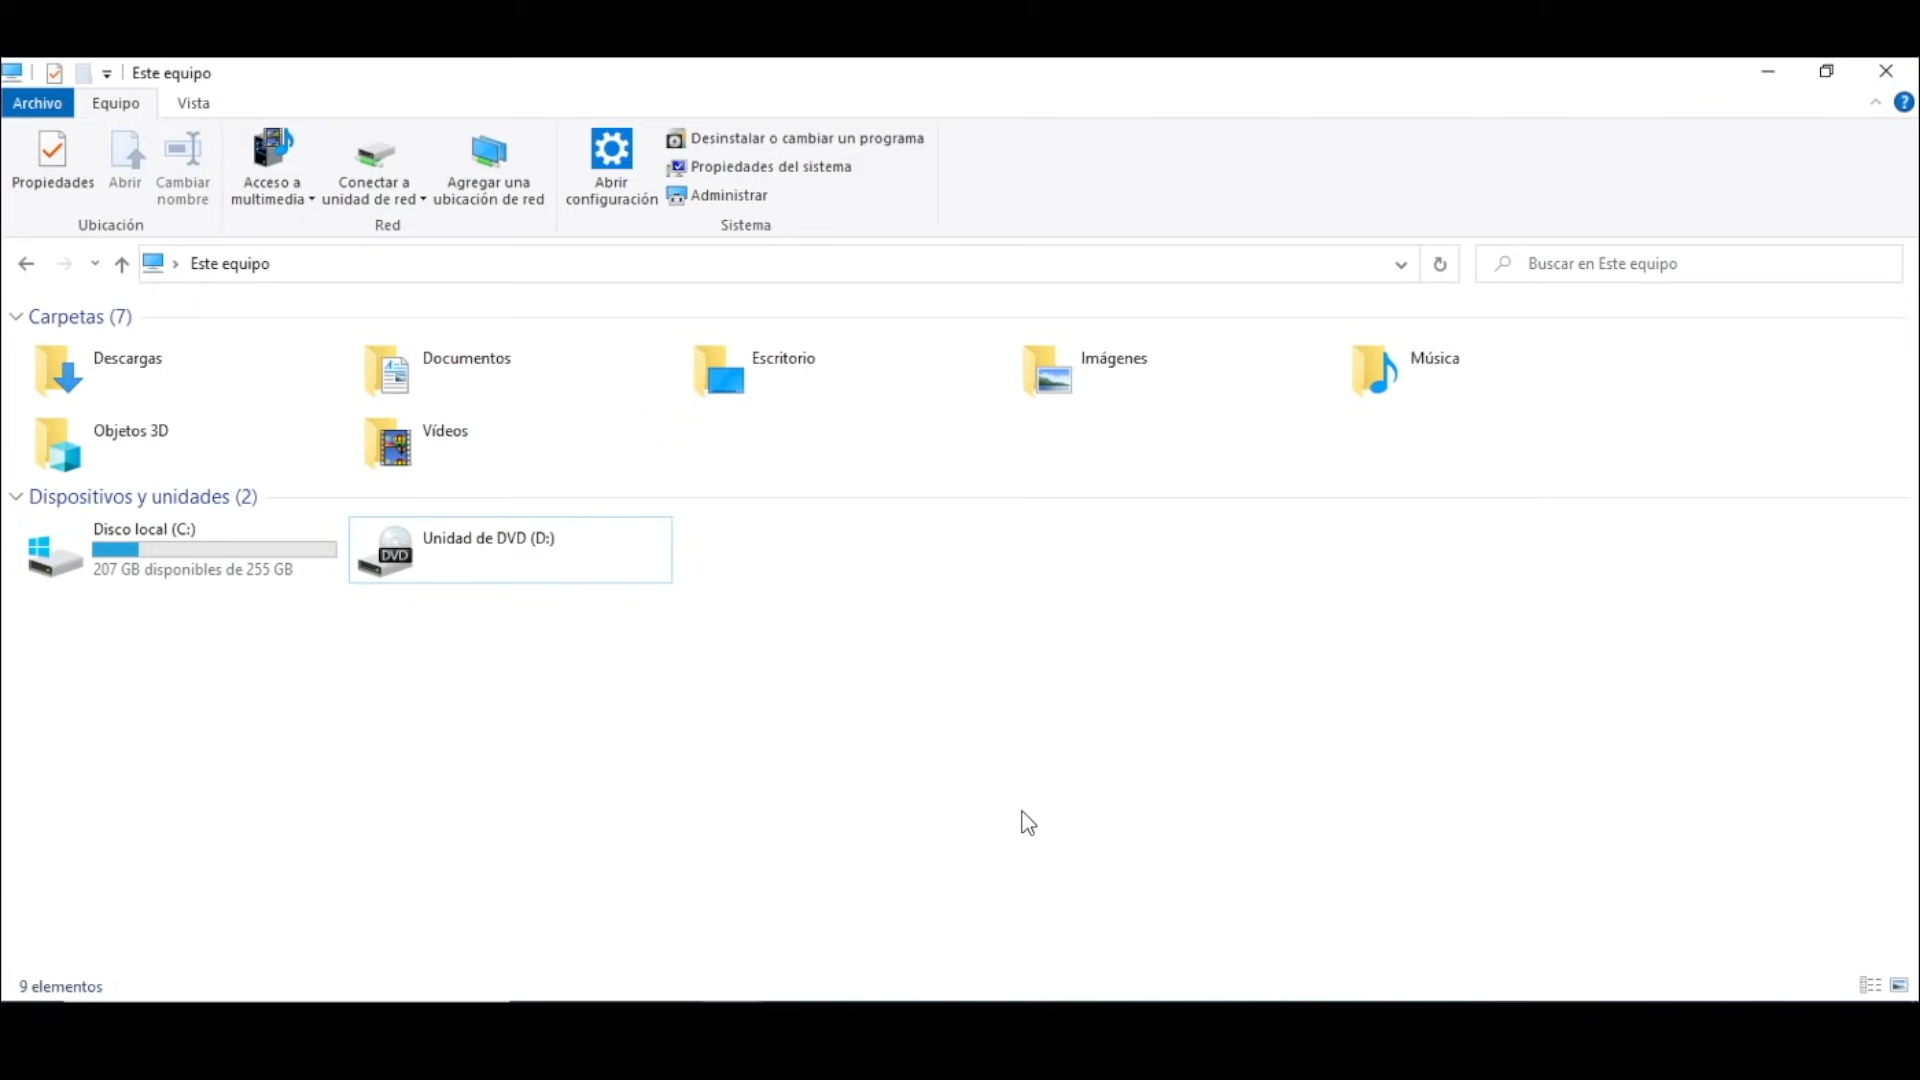 Este equipo
Archivo Equipo Vista
Propiedades Abrir Cambiar nombre
Ubicación
Acceso a multimedia Conectar a unidad de red Agregar una ubicación de red
Red
Abrir configuración
Desinstalar o cambiar un programa
Propiedades del sistema
Administrar
Sistema
Este equipo
Buscar en Este equipo
Carpetas (7)
Descargas Documentos Escritorio Imágenes Música
Objetos 3D Vídeos
Dispositivos y unidades (2)
Disco local (C:)
207 GB disponibles de 255 GB
DVD
Unidad de DVD (D:)
9 elementos